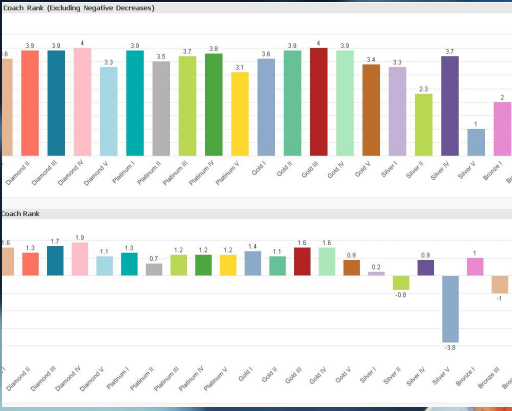 Coach Rank (Excluding Negative Decreases)
.6 3.9 3.9 4 3.3 3.9 3.5 3.7 3.8 3.1 3.6 3.9 4 3.9 3.4 3.3 2.3 3.7 1 2
I Diamond II Diamond III Diamond IV Diamond V Platinum I Platinum II Platinum III Platinum IV Platinum V Gold I Gold II Gold III Gold IV Gold V Silver I Silver II Silver IV Silver V Bronze I Br
Coach Rank
1.6 1.3 1.7 1.9 1.1 1.3 0.7 1.2 1.2 1.2 1.4 1.1 1.6 1.6 0.9 0.2 -0.8 0.9 -3.8 1 -1
I Diamond II Diamond III Diamond IV Diamond V Platinum I Platinum II Platinum III Platinum IV Platinum V Gold I Gold II Gold III Gold IV Gold V Silver I Silver II Silver IV Silver V Bronze I Bronze III Bron